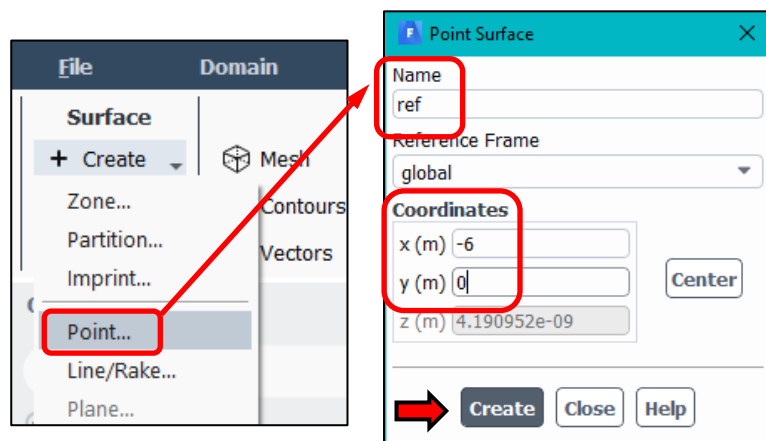 File Domain
Surface
+ Create Mesh
Zone... Contours
Partition... Vectors
Imprint...
Point...
Line/Rake...
Plane...
F Point Surface
Name
ref
Reference Frame
global
Coordinates
x (m) -6
y (m) 0
Center
z (m) 4.190952e-09
Create Close Help